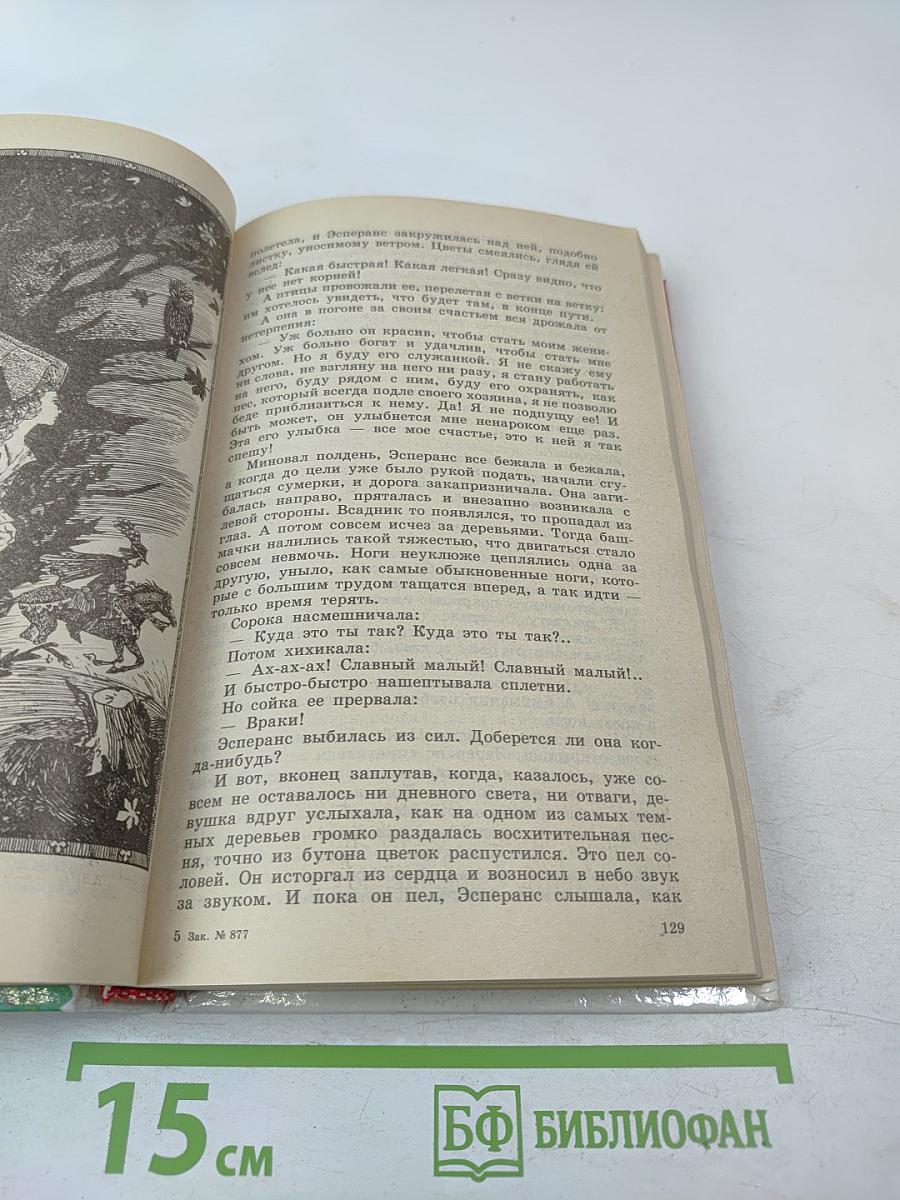 полетела, и Эсперанс закружилась над ней, подобно
листку, уносимому ветром. Цветы смеялись, глядя ей
вслед:
— Какая быстрая! Какая легкая! Сразу видно, что
у нее нет корней!
А птицы провожали ее, перелетая с ветки на ветку:
им хотелось увидеть, что будет там, в конце пути.
А она в погоне за своим счастьем вся дрожала от
нетерпения:
— Уж больно он красив, чтобы стать моим жени-
хом. Уж больно богат и удачлив, чтобы стать мне
другом. Но я буду его служанкой. Я не скажу ему
ни слова, не взгляну на него ни разу, я стану работать
на него, буду рядом с ним, буду его охранять, как
пес, который всегда подле своего хозяина, я не позволю
беде приблизиться к нему. Да! Я не подпущу ее! И
быть может, он улыбнется мне ненароком еще раз.
Эта его улыбка — все мое счастье, это к ней я так
спешу!
Миновал полдень, Эсперанс все бежала и бежала,
а когда до цели уже было рукой подать, начали сгу-
щаться сумерки, и дорога закапризничала. Она заги-
балась направо, пряталась и внезапно возникала с
левой стороны. Всадник то появлялся, то пропадал из
глаз. А потом совсем исчез за деревьями. Тогда баш-
мачки налились такой тяжестью, что двигаться стало
совсем невмочь. Ноги неуклюже цеплялись одна за
другую, уныло, как самые обыкновенные ноги, кото-
рые с большим трудом тащатся вперед, а так идти —
только время терять.
Сорока насмешничала:
— Куда это ты так? Куда это ты так?..
Потом хихикала:
— Ах-ах-ах! Славный малый! Славный малый!..
И быстро-быстро нашептывала сплетни.
Но сойка ее прервала:
— Враки!
Эсперанс выбилась из сил. Доберется ли она ког-
да-нибудь?
И вот, вконец заплутав, когда, казалось, уже со-
всем не оставалось ни дневного света, ни отваги, де-
вушка вдруг услыхала, как на одном из самых тем-
ных деревьев громко раздалась восхитительная пес-
ня, точно из бутона цветок распустился. Это пел со-
ловей. Он исторгал из сердца и возносил в небо звук
за звуком. И пока он пел, Эсперанс слышала, как
5 Зак. № 877
129
15 см
БФ БИБЛИОФАН